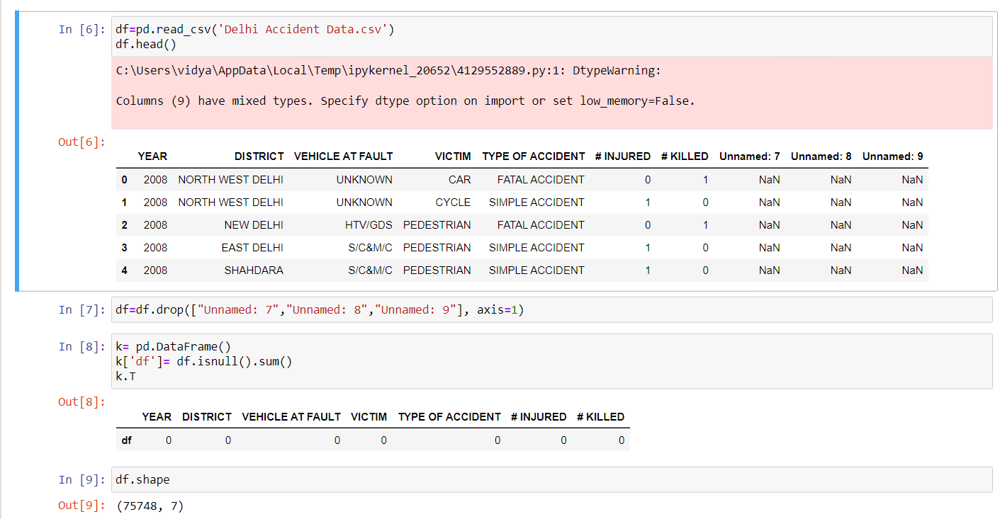 In [6]: df=pd.read_csv('Delhi Accident Data.csv')
df.head()
C:\Users\vidya\AppData\Local\Temp\ipykernel_20652\4129552889.py:1: DtypeWarning:
Columns (9) have mixed types. Specify dtype option on import or set low_memory=False.
Out[6]:
YEAR DISTRICT VEHICLE AT FAULT VICTIM TYPE OF ACCIDENT # INJURED # KILLED Unnamed: 7 Unnamed: 8 Unnamed: 9
0 2008 NORTH WEST DELHI UNKNOWN CAR FATAL ACCIDENT 0 1 NaN NaN NaN
1 2008 NORTH WEST DELHI UNKNOWN CYCLE SIMPLE ACCIDENT 1 0 NaN NaN NaN
2 2008 NEW DELHI HTV/GDS PEDESTRIAN FATAL ACCIDENT 0 1 NaN NaN NaN
3 2008 EAST DELHI S/C&M/C PEDESTRIAN SIMPLE ACCIDENT 1 0 NaN NaN NaN
4 2008 SHAHDARA S/C&M/C PEDESTRIAN SIMPLE ACCIDENT 1 0 NaN NaN NaN
In [7]: df=df.drop(["Unnamed: 7","Unnamed: 8","Unnamed: 9"], axis=1)
In [8]: k= pd.DataFrame()
k['df']= df.isnull().sum()
k.T
Out[8]:
YEAR DISTRICT VEHICLE AT FAULT VICTIM TYPE OF ACCIDENT # INJURED # KILLED
df 0 0 0 0 0 0 0
In [9]: df.shape
Out[9]: (75748, 7)